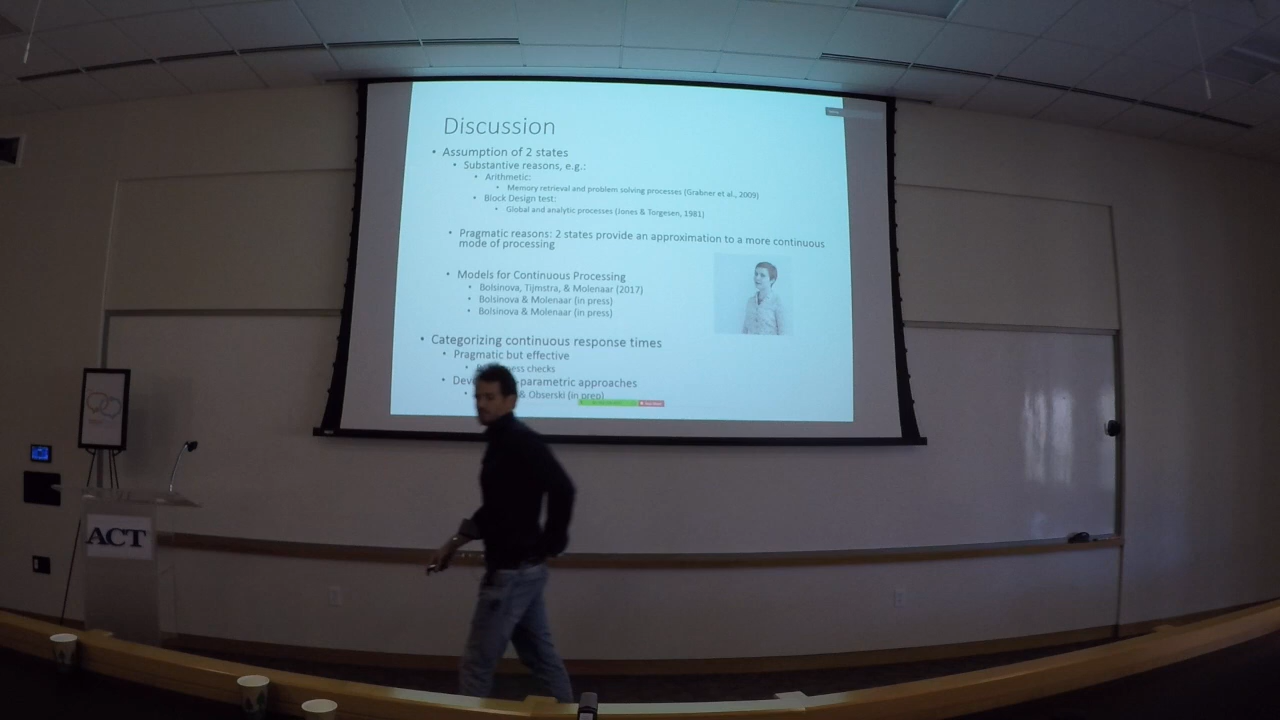 Discussion
• Assumption of 2 states
• Substantive reasons, e.g.:
• Arithmetic:
• Memory retrieval and problem solving processes (Grabner et al., 2009)
• Block Design test:
• Global and analytic processes (Jones & Torgesen, 1981)
• Pragmatic reasons: 2 states provide an approximation to a more continuous
mode of processing
• Models for Continuous Processing
• Bolsinova, Tijmstra, & Molenaar (2017)
• Bolsinova & Molenaar (in press)
• Bolsinova & Molenaar (in press)
• Categorizing continuous response times
• Pragmatic but effective
• checks
• parametric approaches
• & Obserski (in prep)
ACT